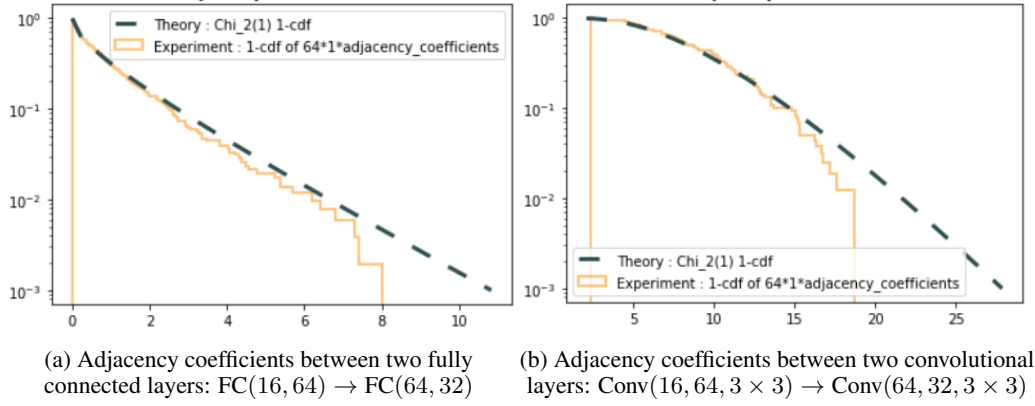 Theory : Chi_2(1) 1-cdf
Experiment : 1-cdf of 64*1*adjacency_coefficients
10⁰
10⁻¹
10⁻²
10⁻³
0 2 4 6 8 10
(a) Adjacency coefficients between two fully
connected layers: FC(16, 64) → FC(64, 32)
10⁰
10⁻¹
10⁻²
10⁻³
Theory : Chi_2(1) 1-cdf
Experiment : 1-cdf of 64*1*adjacency_coefficients
5 10 15 20 25
(b) Adjacency coefficients between two convolutional
layers: Conv(16, 64, 3 × 3) → Conv(64, 32, 3 × 3)